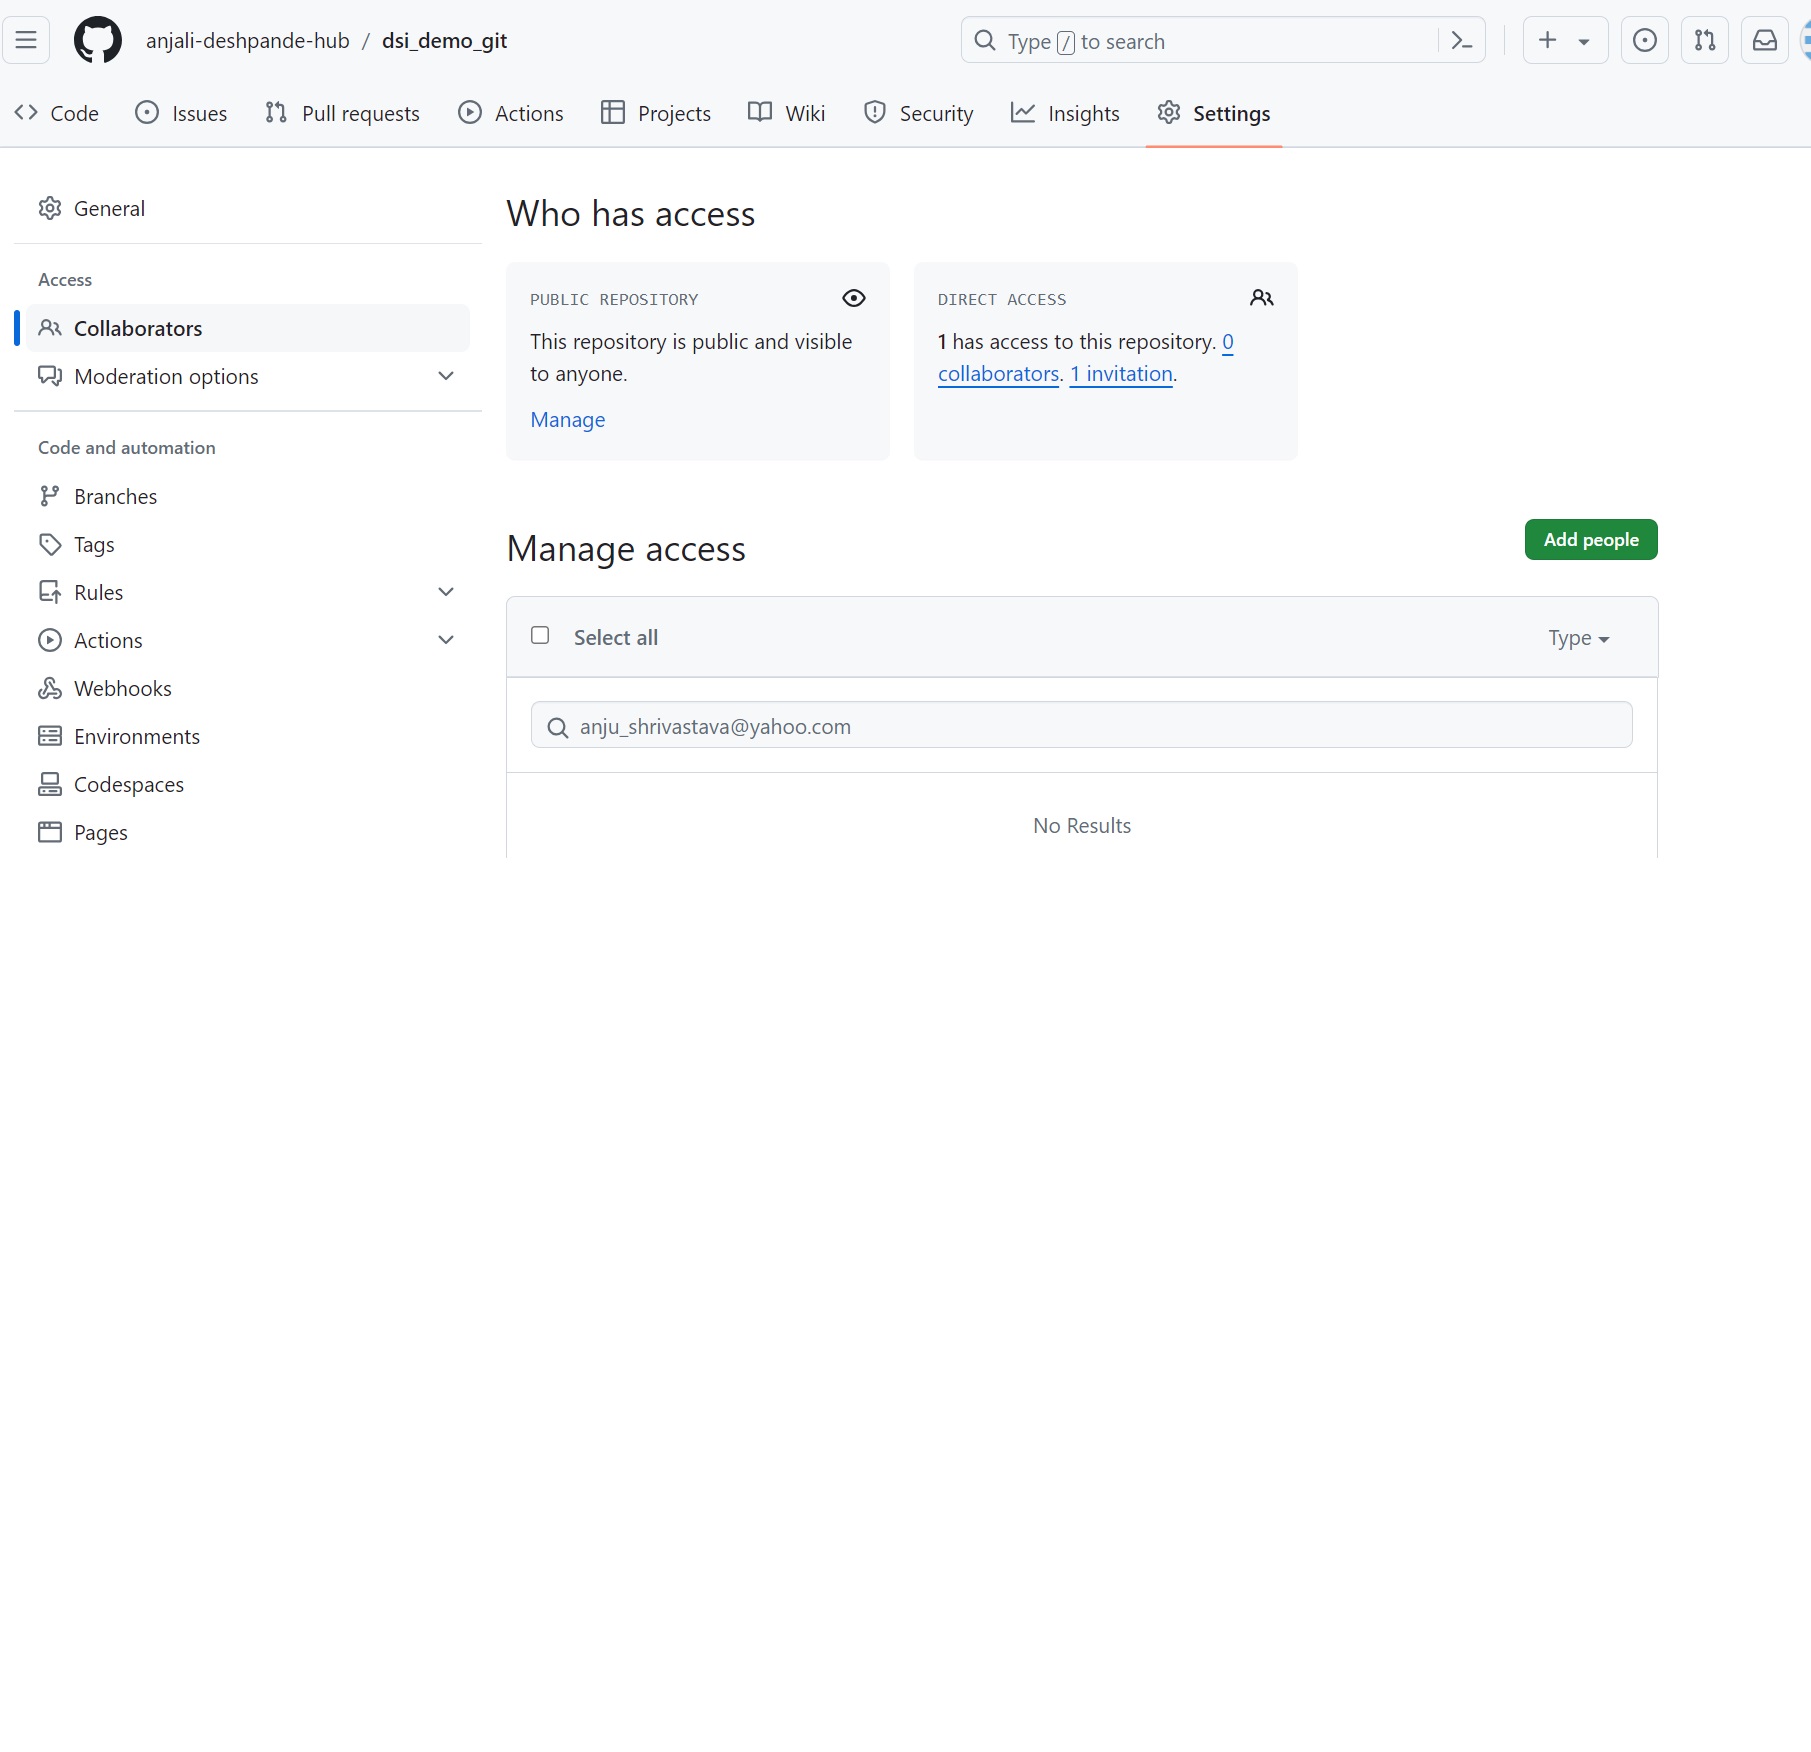 anjali-deshpande-hub / dsi_demo_git
Type / to search
Code Issues Pull requests Actions Projects Wiki Security Insights Settings
General
Access
Collaborators
Moderation options
Code and automation
Branches
Tags
Rules
Actions
Webhooks
Environments
Codespaces
Pages
Who has access
PUBLIC REPOSITORY
This repository is public and visible
to anyone.
Manage
DIRECT ACCESS
1 has access to this repository. 0
collaborators. 1 invitation.
Manage access
Add people
Select all
Type
anju_shrivastava@yahoo.com
No Results